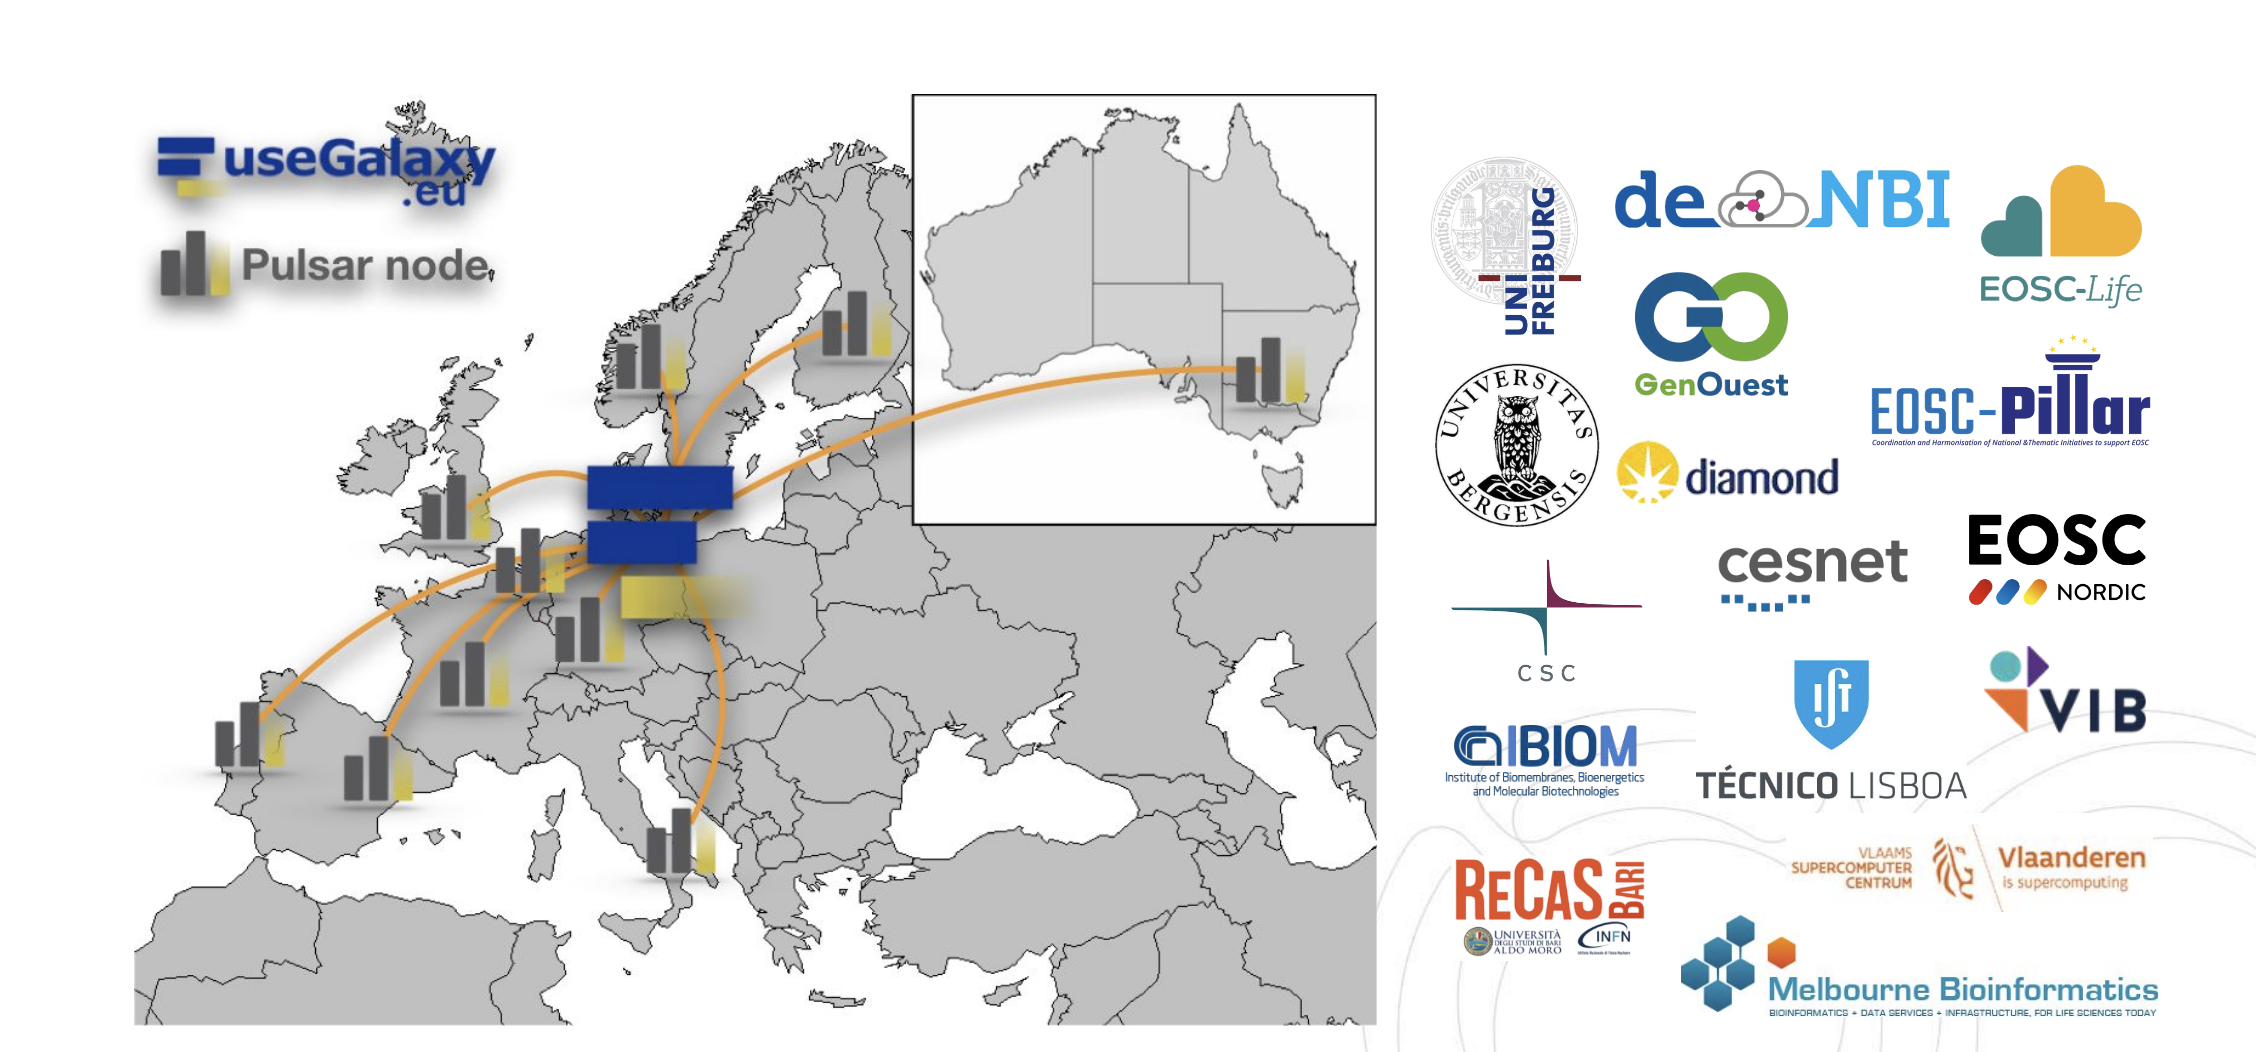 useGalaxy
.eu
Pulsar node
UNI
FREIBURG
de.NBI
EOSC-Life
GenOuest
EOSC-Pillar
Coordination and Harmonisation of National &Thematic Initiatives to support EOSC
UNIVERSITAS
BERGENSIS
diamond
cesnet
EOSC
NORDIC
CSC
IST
TÉCNICO LISBOA
VIB
IBIOM
Institute of Biomembranes, Bioenergetics
and Molecular Biotechnologies
RECAS
BARI
UNIVERSITÀ
DEGLI STUDI DI BARI
ALDO MORO
INFN
VLAAMS
SUPERCOMPUTER
CENTRUM
Vlaanderen
is supercomputing
Melbourne Bioinformatics
BIOINFORMATICS + DATA SERVICES + INFRASTRUCTURE, FOR LIFE SCIENCES TODAY